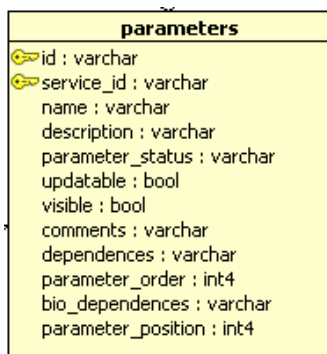 parameters
id : varchar
service_id : varchar
name : varchar
description : varchar
parameter_status : varchar
updatable : bool
visible : bool
comments : varchar
dependences : varchar
parameter_order : int4
bio_dependences : varchar
parameter_position : int4